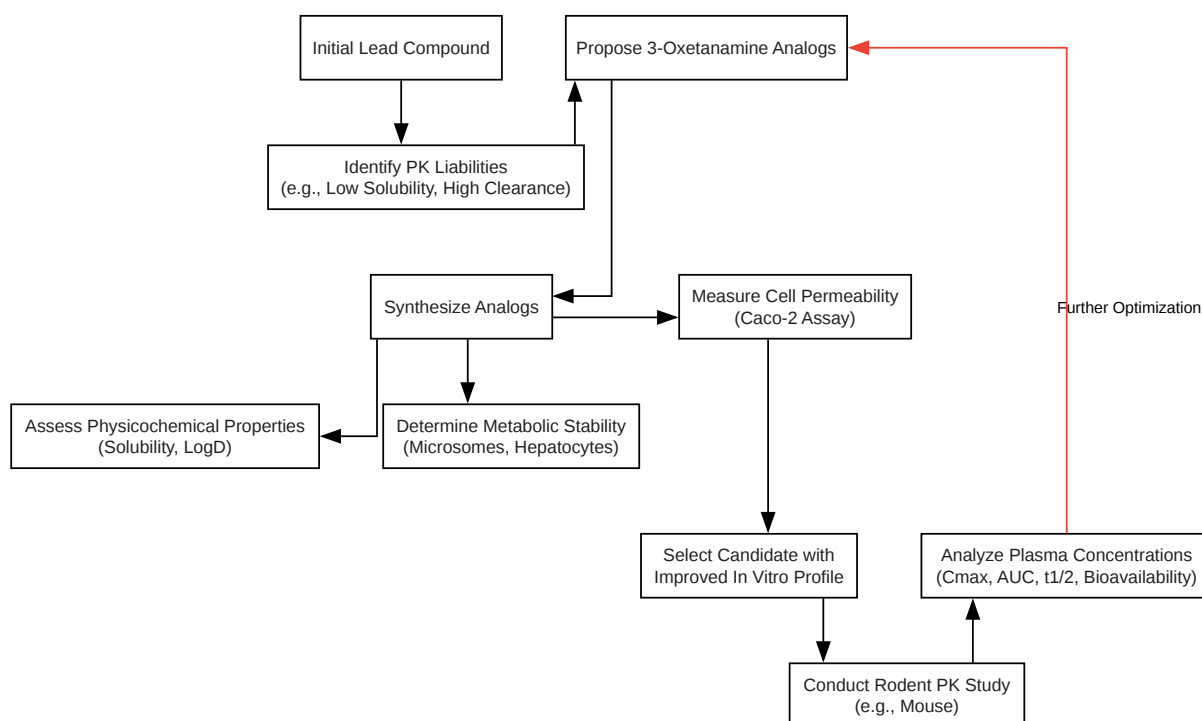 Initial Lead Compound
Propose 3-Oxetanamine Analogs
Identify PK Liabilities
(e.g., Low Solubility, High Clearance)
Synthesize Analogs
Measure Cell Permeability
(Caco-2 Assay)
Further Optimization
Assess Physicochemical Properties
(Solubility, LogD)
Determine Metabolic Stability
(Microsomes, Hepatocytes)
Select Candidate with
Improved In Vitro Profile
Analyze Plasma Concentrations
(Cmax, AUC, t1/2, Bioavailability)
Conduct Rodent PK Study
(e.g., Mouse)